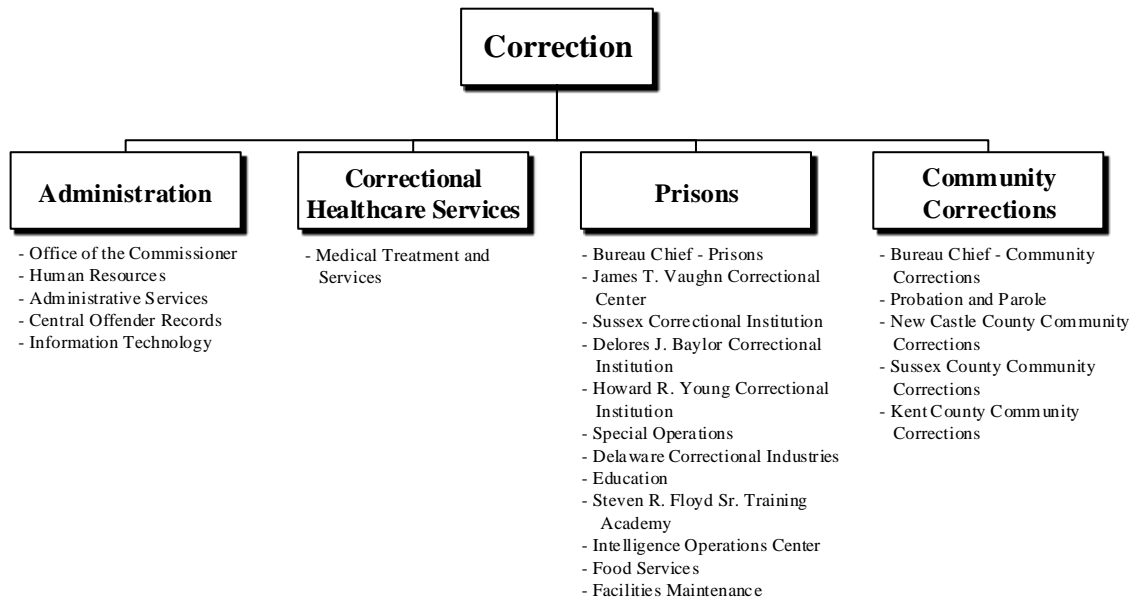 Correction
Administration
- Office of the Commissioner
- Human Resources
- Administrative Services
- Central Offender Records
- Information Technology
Correctional
Healthcare Services
- Medical Treatment and
Services
Prisons
- Bureau Chief - Prisons
- James T. Vaughn Correctional
Center
- Sussex Correctional Institution
- Delores J. Baylor Correctional
Institution
- Howard R. Young Correctional
Institution
- Special Operations
- Delaware Correctional Industries
- Education
- Steven R. Floyd Sr. Training
Academy
- Intelligence Operations Center
- Food Services
- Facilities Maintenance
Community
Corrections
- Bureau Chief - Community
Corrections
- Probation and Parole
- New Castle County Community
Corrections
- Sussex County Community
Corrections
- Kent County Community
Corrections